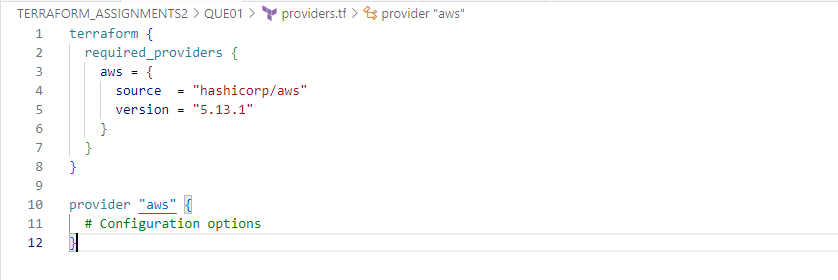 TERRAFORM_ASSIGNMENTS2 > QUE01 > providers.tf > provider "aws"
1 terraform {
2   required_providers {
3     aws = {
4       source  = "hashicorp/aws"
5       version = "5.13.1"
6     }
7   }
8 }
9
10 provider "aws" {
11   # Configuration options
12 }